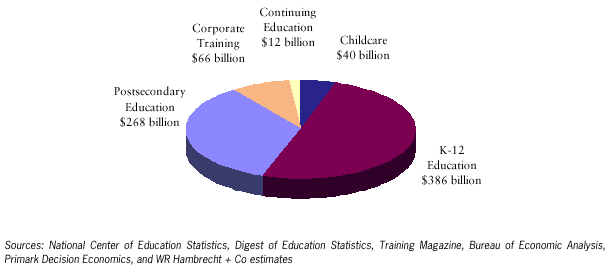 Continuing
Education
$12 billion
Corporate
Training
$66 billion
Childcare
$40 billion
Postsecondary
Education
$268 billion
K-12
Education
$386 billion
Sources: National Center of Education Statistics, Digest of Education Statistics, Training Magazine, Bureau of Economic Analysis,
Primark Decision Economics, and WR Hambrecht + Co estimates